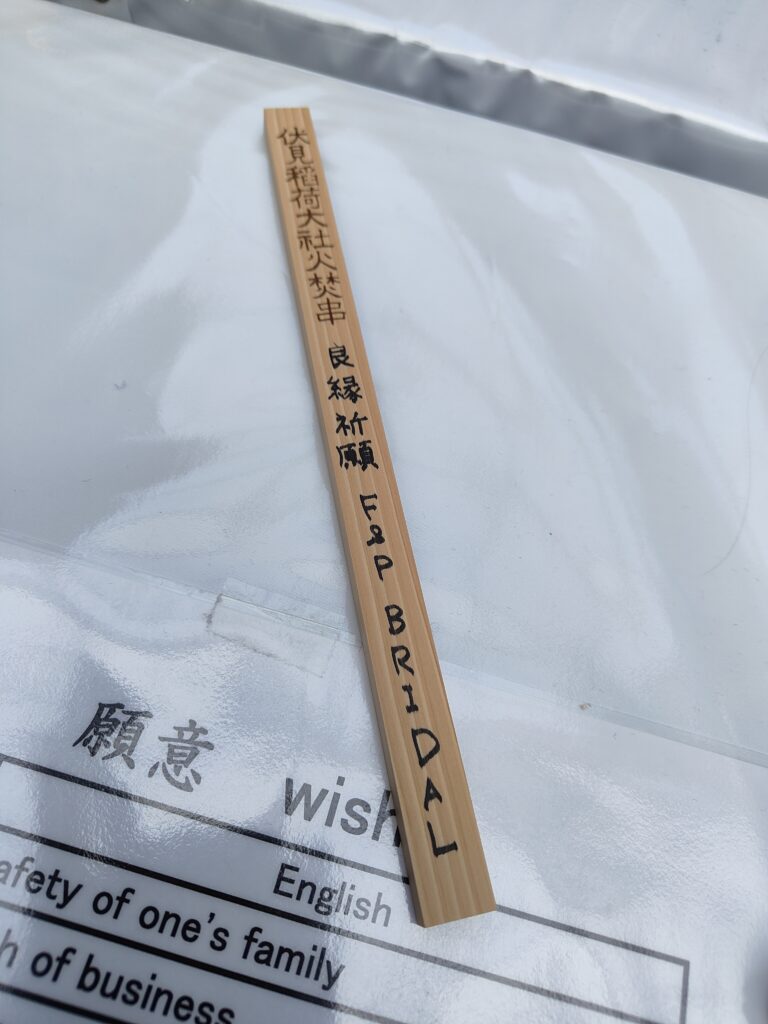 伏見稲荷大社火焚串 良縁祈願 F&P BRIDAL
願意 wish
English
afety of one's family
h of business